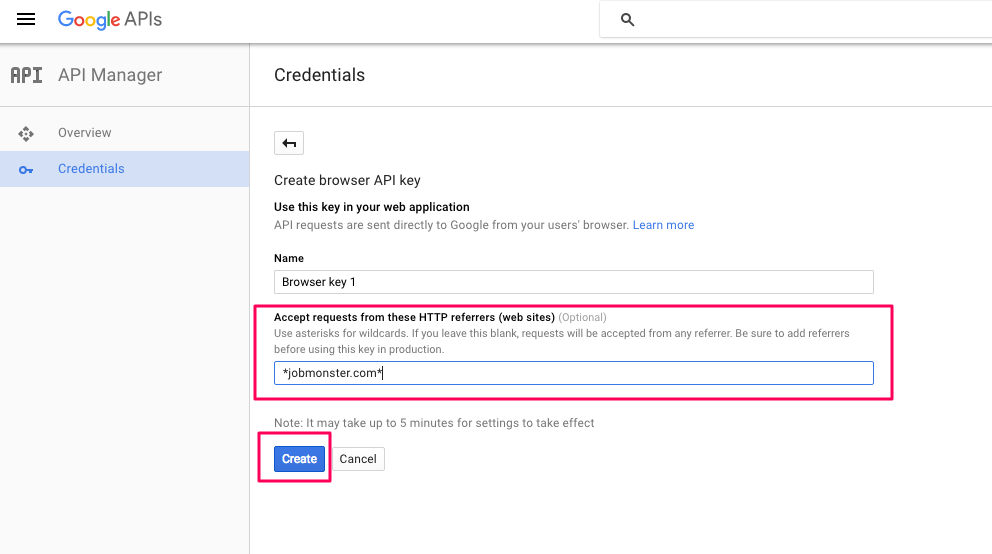 Google APIs
API API Manager
Credentials
Overview
Credentials
Create browser API key
Use this key in your web application
API requests are sent directly to Google from your users' browser. Learn more
Name
Browser key 1
Accept requests from these HTTP referrers (web sites) (Optional)
Use asterisks for wildcards. If you leave this blank, requests will be accepted from any referrer. Be sure to add referrers
before using this key in production.
*jobmonster.com*
Note: It may take up to 5 minutes for settings to take effect
Create Cancel